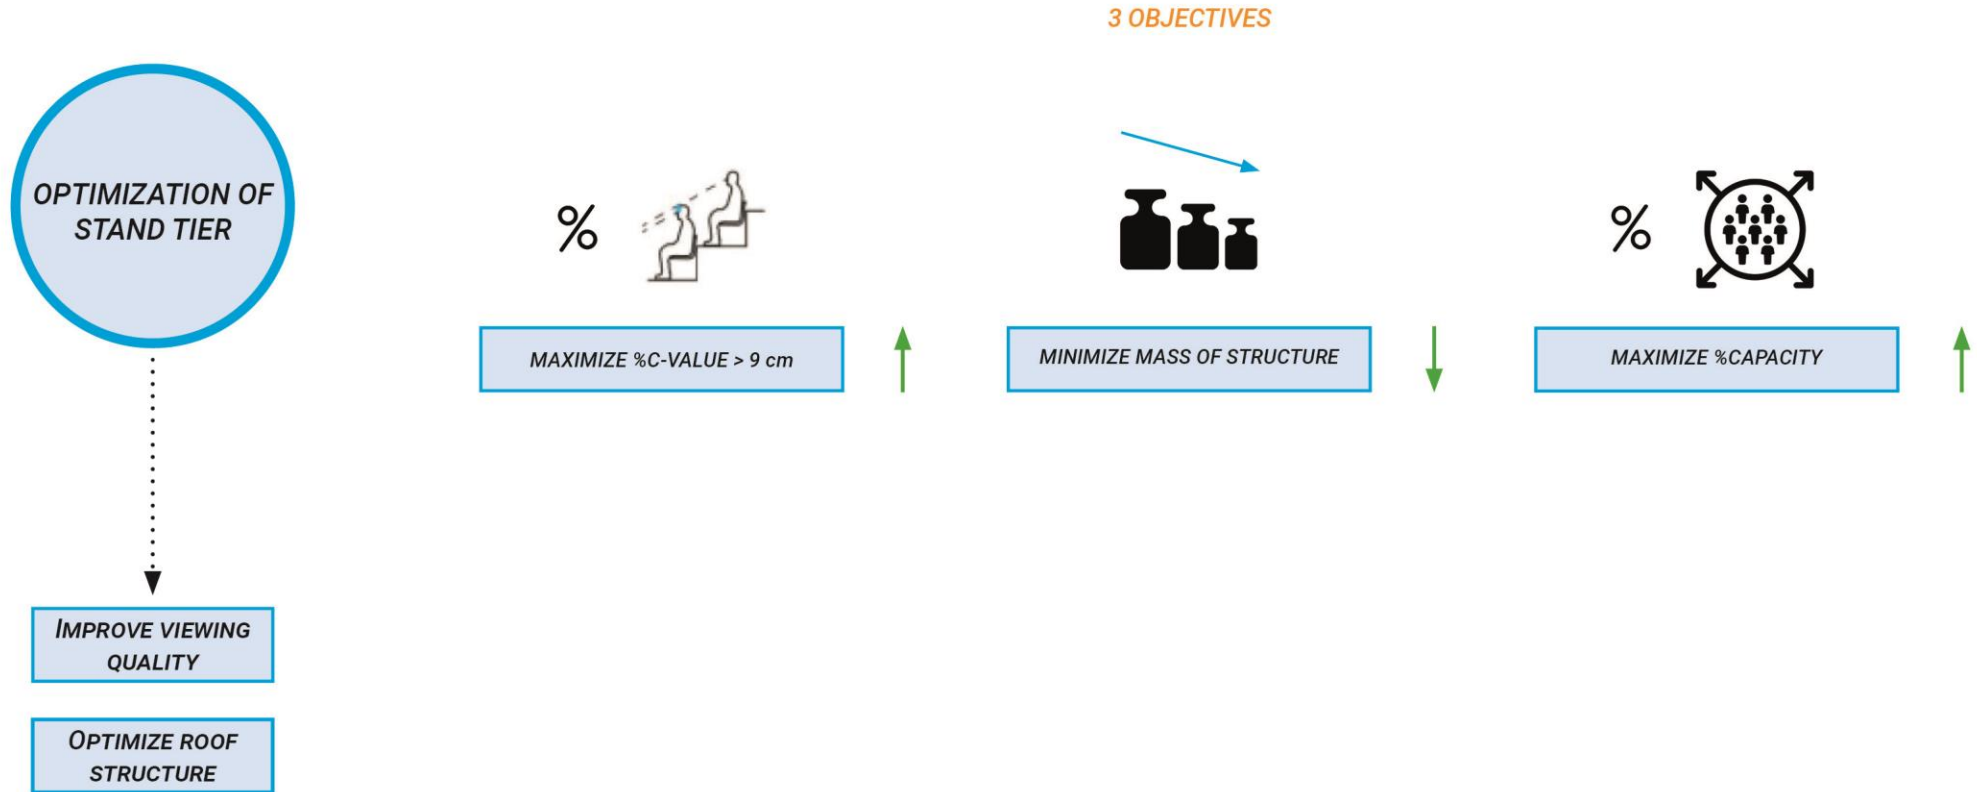 3 OBJECTIVES
OPTIMIZATION OF
STAND TIER
%
%
MAXIMIZE %C-VALUE > 9 cm
MINIMIZE MASS OF STRUCTURE
MAXIMIZE %CAPACITY
IMPROVE VIEWING
QUALITY
OPTIMIZE ROOF
STRUCTURE